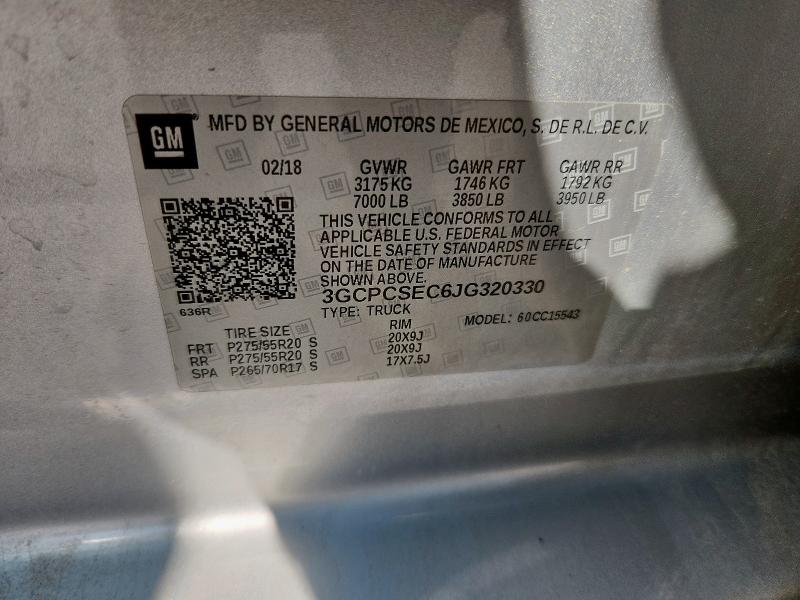 GM
MFD BY GENERAL MOTORS DE MEXICO, S. DE R.L. DE C.V.
02/18 GVWR GAWR FRT GAWR RR
3175 KG 1746 KG 1792 KG
7000 LB 3850 LB 3950 LB
THIS VEHICLE CONFORMS TO ALL
APPLICABLE U.S. FEDERAL MOTOR
VEHICLE SAFETY STANDARDS IN EFFECT
ON THE DATE OF MANUFACTURE
SHOWN ABOVE.
3GCPCSEC6JG320330
636R TYPE: TRUCK MODEL: 60CC15543
TIRE SIZE RIM
FRT P275/55R20 S 20X9J
RR P275/55R20 S 20X9J
SPA P265/70R17 S 17X7.5J